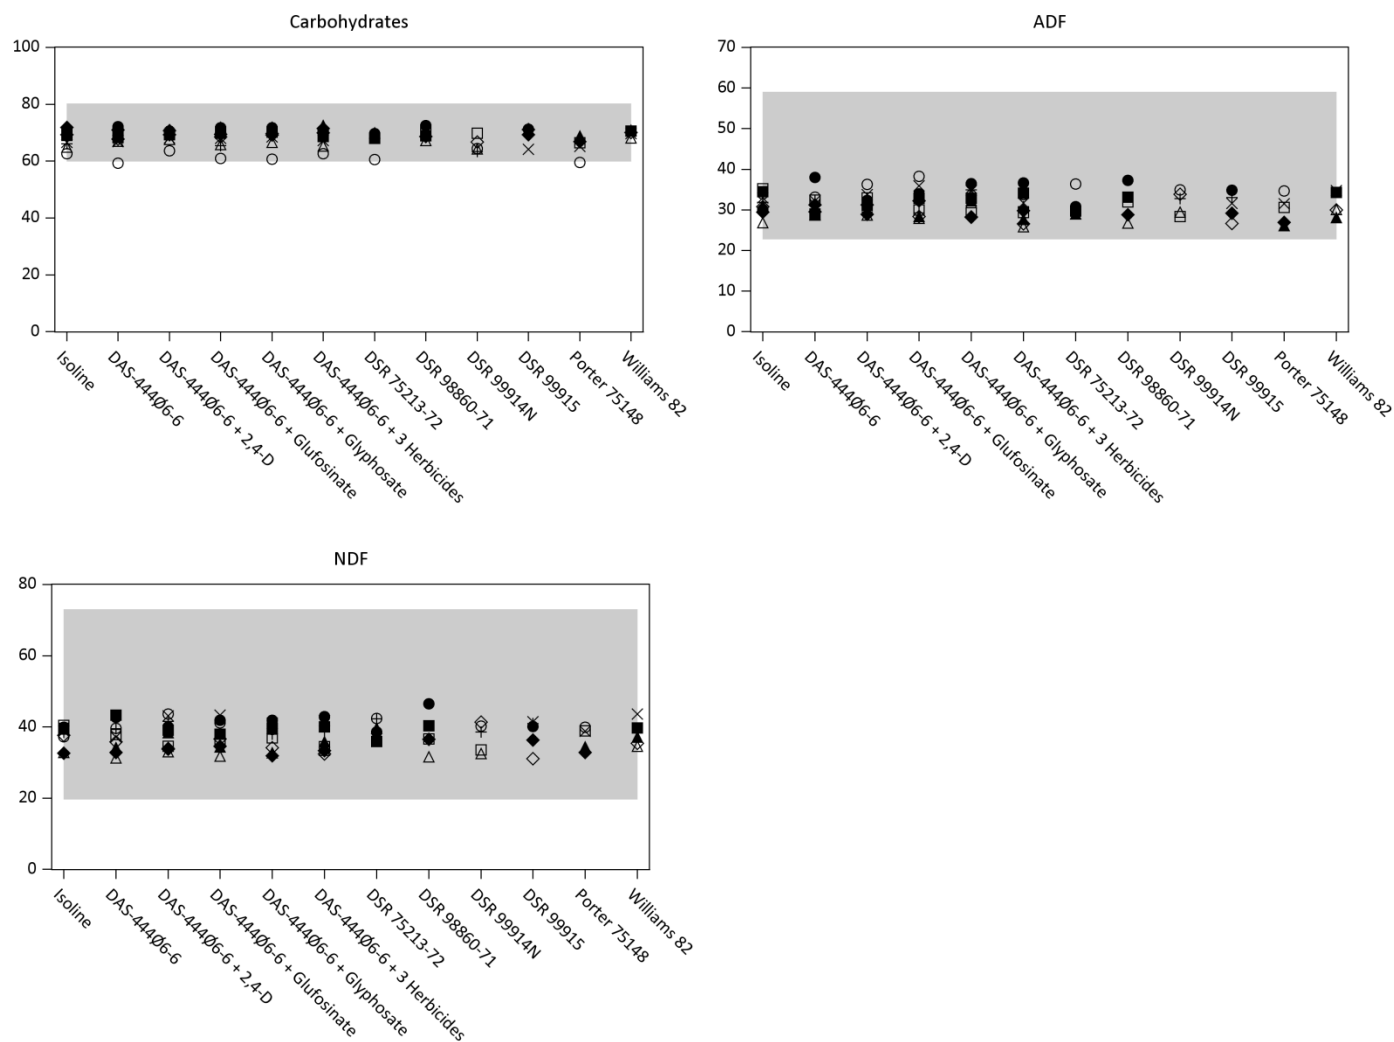 Carbohydrates
100
80
60
40
20
0
Isoline
DAS-444Ø6-6
DAS-444Ø6-6 + 2,4-D
DAS-444Ø6-6 + Glufosinate
DAS-444Ø6-6 + Glyphosate
DAS-444Ø6-6 + 3 Herbicides
DSR 75213-72
DSR 98860-71
DSR 99914N
DSR 99915
Porter 75148
Williams 82
ADF
70
60
50
40
30
20
10
0
Isoline
DAS-444Ø6-6
DAS-444Ø6-6 + 2,4-D
DAS-444Ø6-6 + Glufosinate
DAS-444Ø6-6 + Glyphosate
DAS-444Ø6-6 + 3 Herbicides
DSR 75213-72
DSR 98860-71
DSR 99914N
DSR 99915
Porter 75148
Williams 82
NDF
80
60
40
20
0
Isoline
DAS-444Ø6-6
DAS-444Ø6-6 + 2,4-D
DAS-444Ø6-6 + Glufosinate
DAS-444Ø6-6 + Glyphosate
DAS-444Ø6-6 + 3 Herbicides
DSR 75213-72
DSR 98860-71
DSR 99914N
DSR 99915
Porter 75148
Williams 82